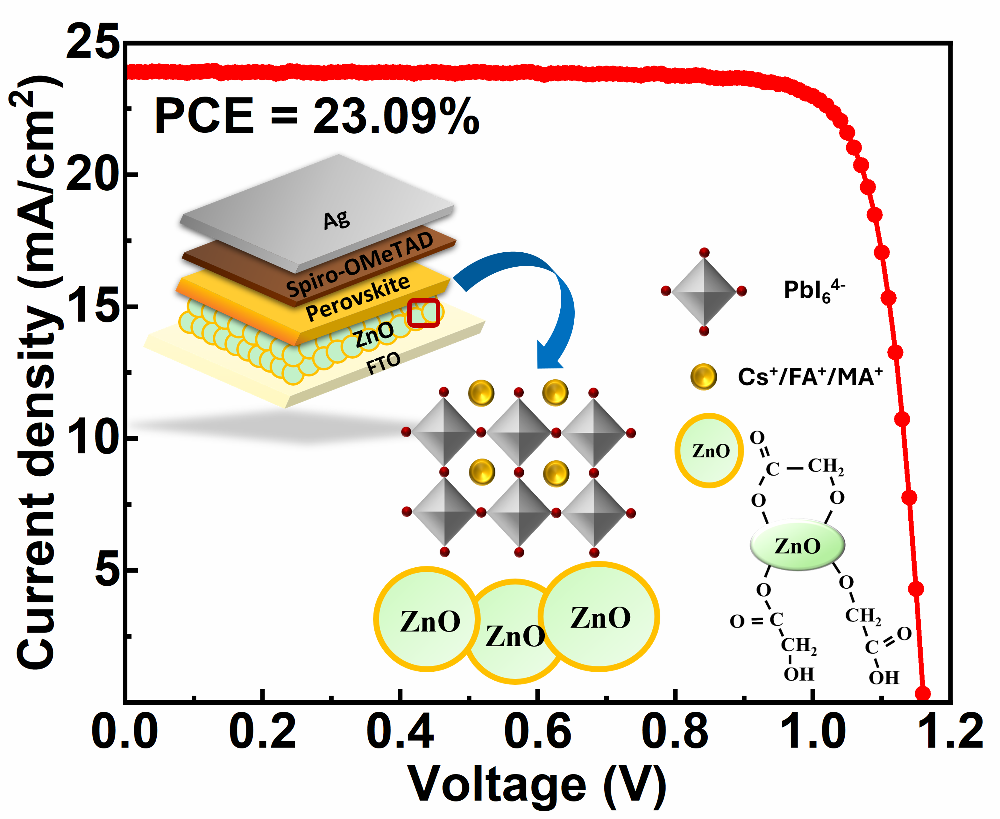 Current density (mA/cm²)
25
20
15
10
5
PCE = 23.09%
Ag
Spiro-OMeTAD
Perovskite
ZnO
FTO
PbI₆⁴⁻
Cs⁺/FA⁺/MA⁺
ZnO
O
C — CH₂
O O
ZnO
O O
O = C CH₂
CH₂ C = O
OH OH
ZnO ZnO ZnO
0.0 0.2 0.4 0.6 0.8 1.0 1.2
Voltage (V)